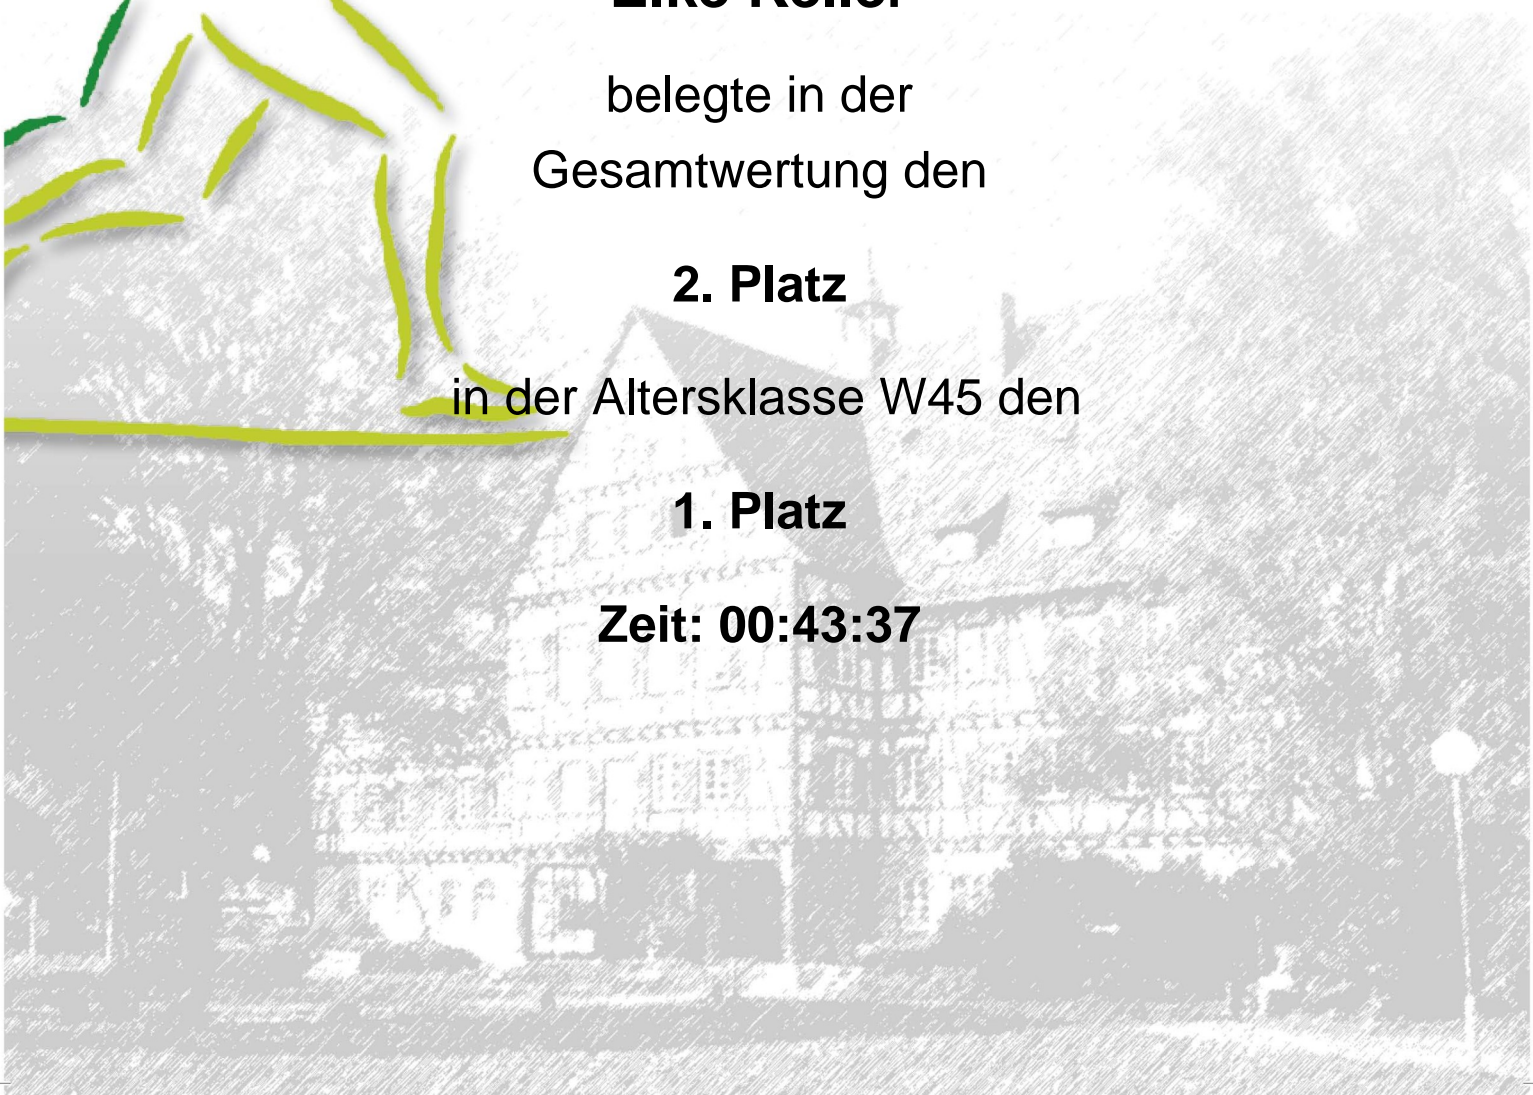 belegte in der
Gesamtwertung den
2. Platz
in der Altersklasse W45 den
1. Platz
Zeit: 00:43:37